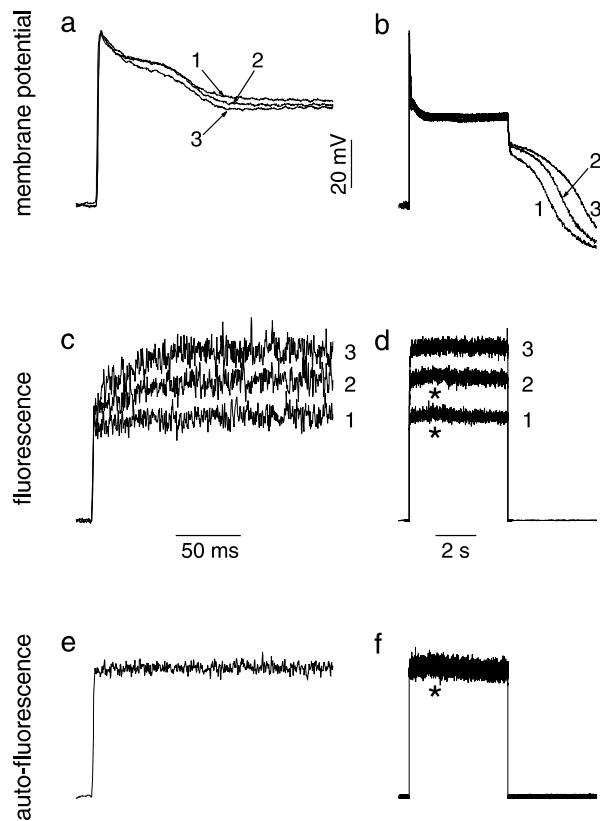 membrane potential
a
1
2
3
20 mV
b
2
1
3
fluorescence
c
3
2
1
50 ms
d
3
2
*
1
*
2 s
auto-fluorescence
e
f
*